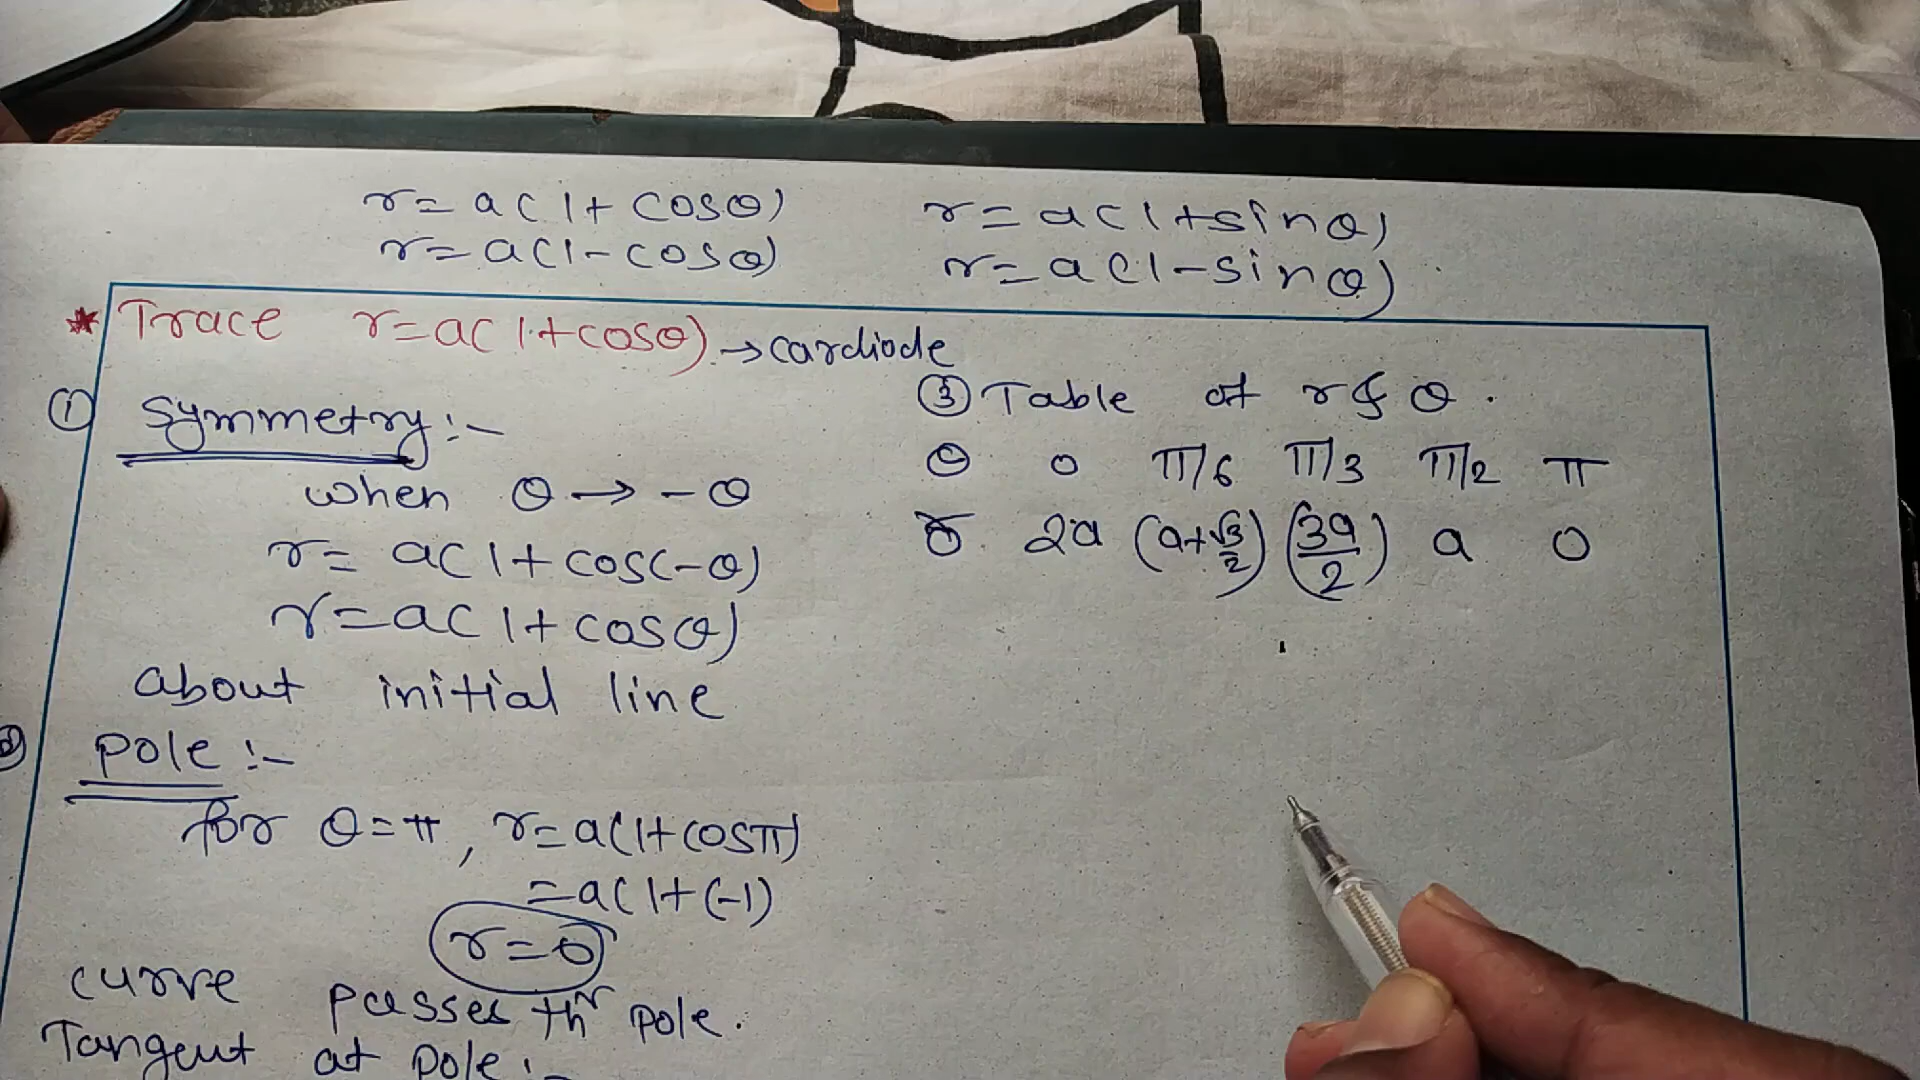 r=a(1+cosθ)
r=a(1-cosθ)
r=a(1+sinθ)
r=a(1-sinθ)
* Trace r=a(1+cosθ) → cardiode
① Symmetry:-
when θ → -θ
r= a(1+cos(-θ)
r=a(1+cosθ)
about initial line
② Pole :-
for θ=π, r=a(1+cosπ)
=a(1+(-1)
r=0
curve passes thr pole.
Tangent at pole:-
③ Table of r & θ.
θ 0 π/6 π/3 π/2 π
r 2a (a+√3/2) (3a/2) a 0